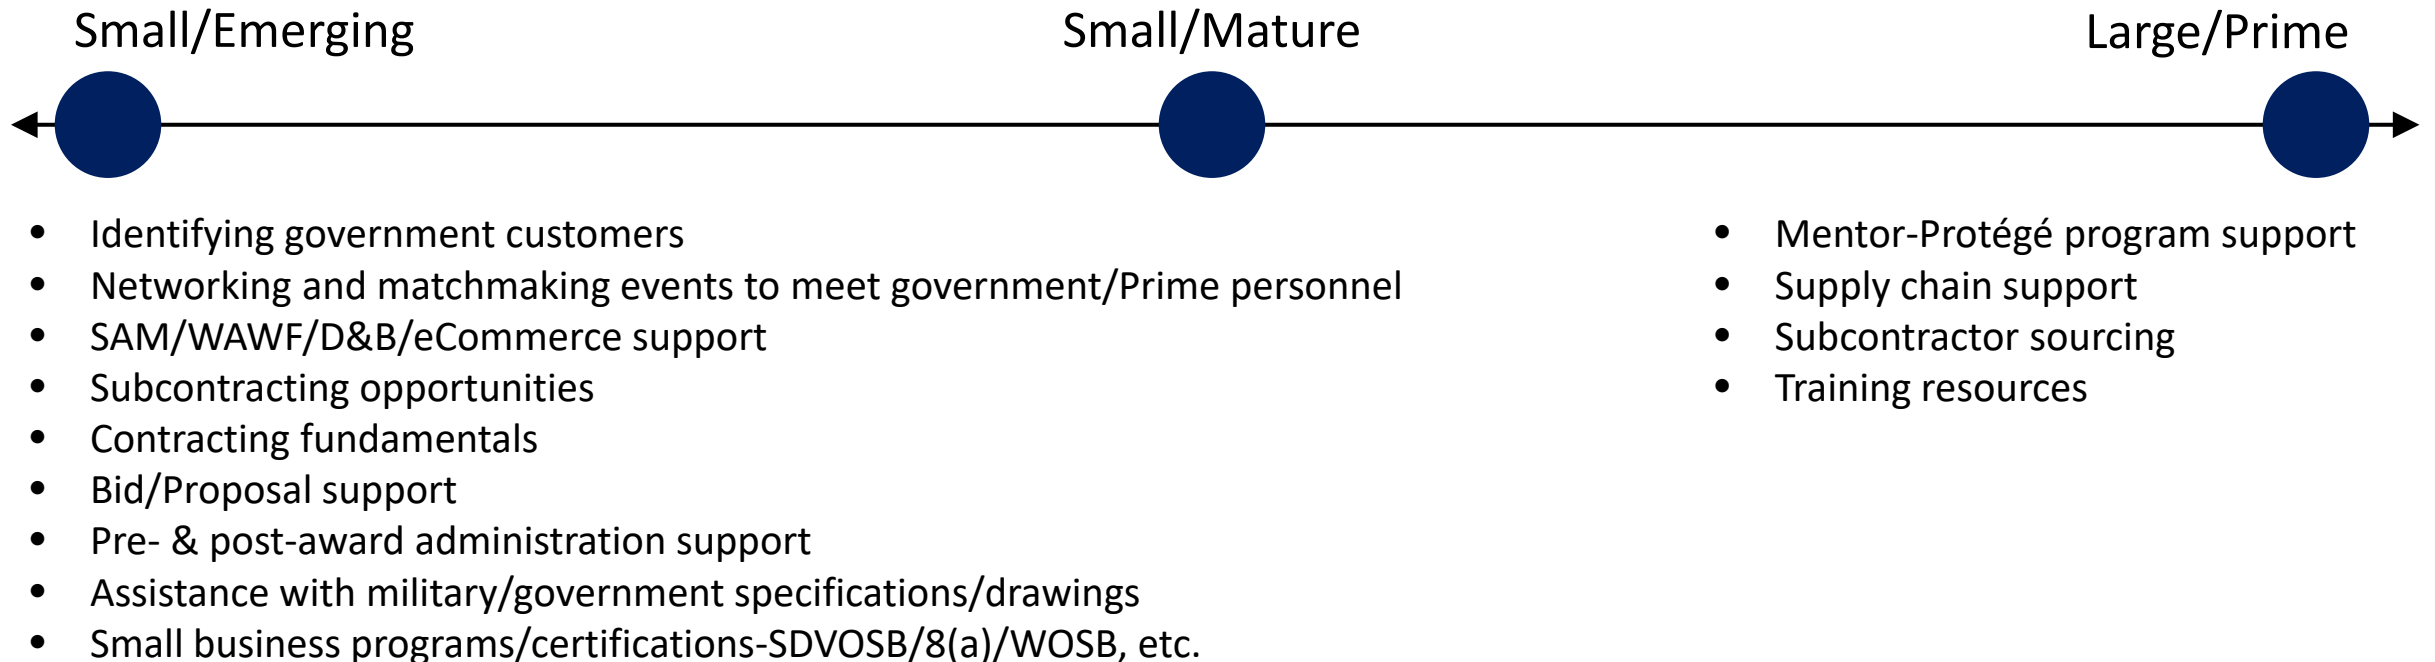 Small/Emerging
Small/Mature
Large/Prime
• Identifying government customers
• Networking and matchmaking events to meet government/Prime personnel
• SAM/WAWF/D&B/eCommerce support
• Subcontracting opportunities
• Contracting fundamentals
• Bid/Proposal support
• Pre- & post-award administration support
• Assistance with military/government specifications/drawings
• Small business programs/certifications-SDVOSB/8(a)/WOSB, etc.
• Mentor-Protégé program support
• Supply chain support
• Subcontractor sourcing
• Training resources